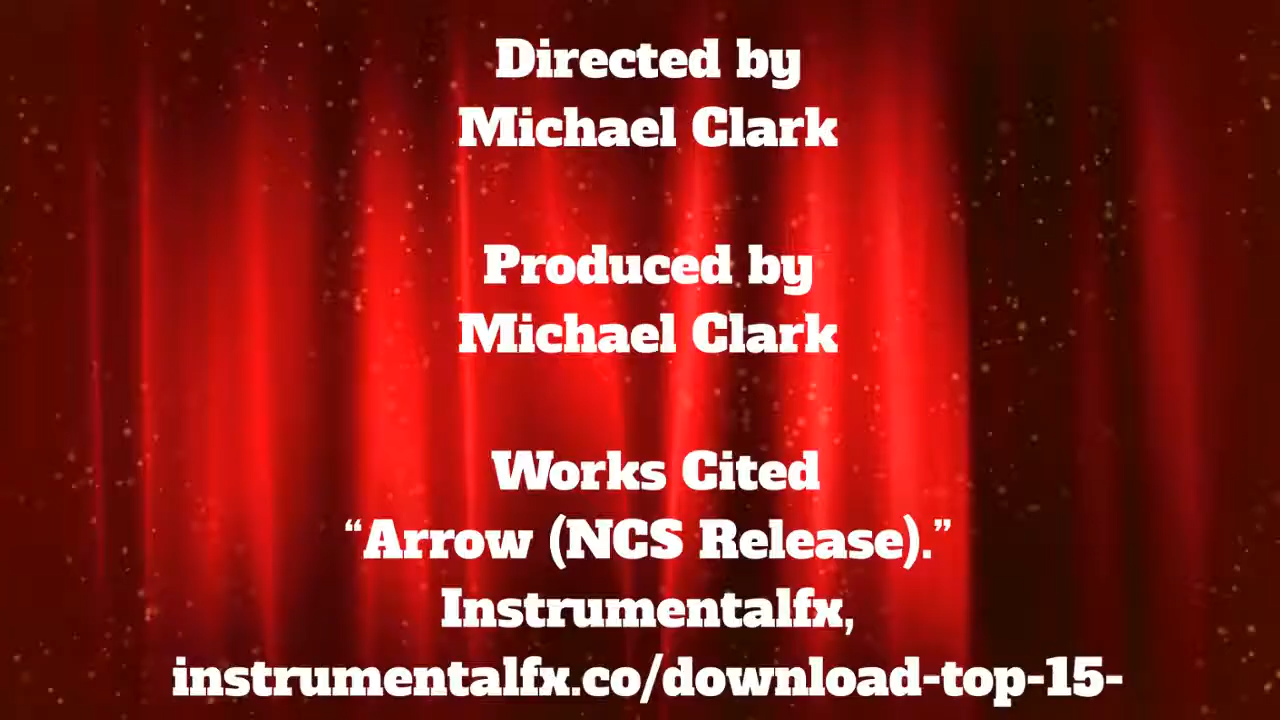 Directed by
Michael Clark
Produced by
Michael Clark
Works Cited
“Arrow (NCS Release).”
Instrumentalfx,
instrumentalfx.co/download-top-15-